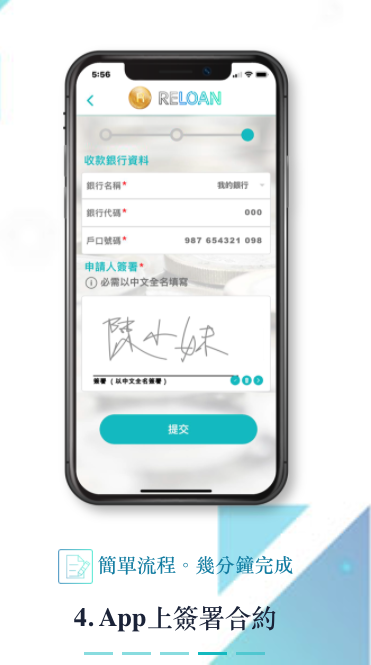 5:56
RELOAN
收款銀行資料
銀行名稱* 我的銀行
銀行代碼* 000
戶口號碼* 987 654321 098
申請人簽署*
必需以中文全名填寫
陳小妹
簽署 (以中文全名簽署)
提交
簡單流程。幾分鐘完成
4. App上簽署合約